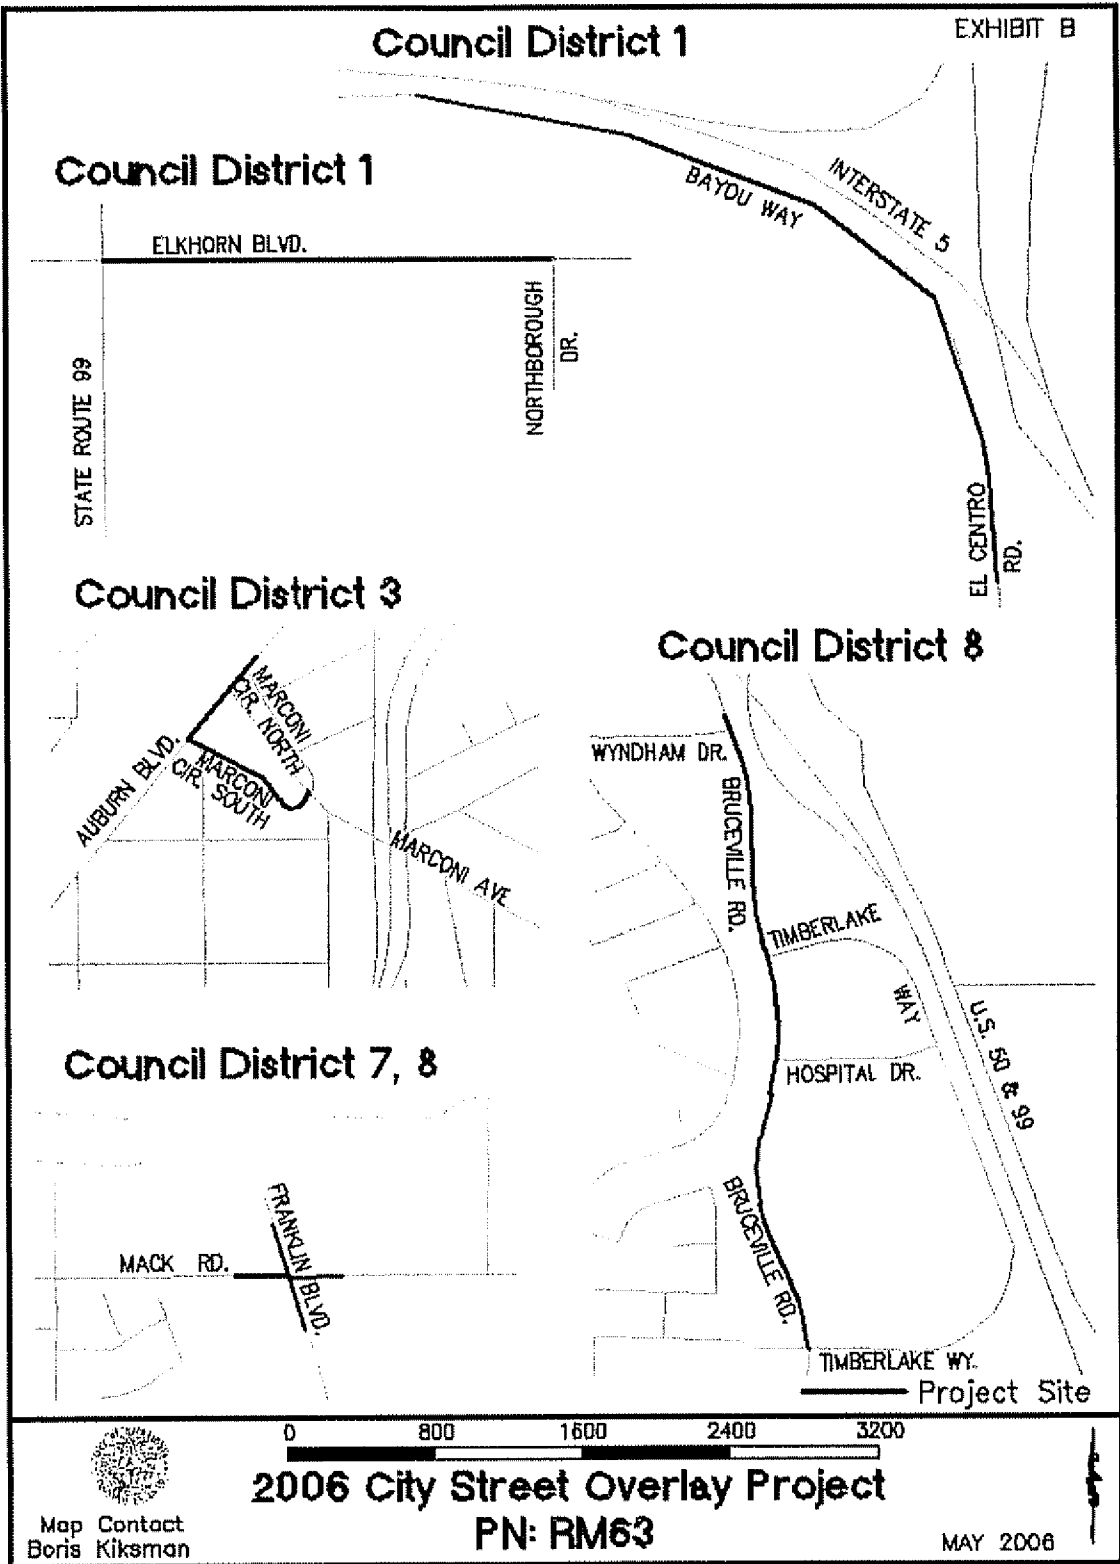 EXHIBIT B
Council District 1
Council District 1
BAYOU WAY
INTERSTATE 5
ELKHORN BLVD.
NORTHBOROUGH
DR.
STATE ROUTE 99
EL CENTRO
RD.
Council District 3
MARCONI
CIR. NORTH
AUBURN BLVD.
MARCONI
CIR. SOUTH
MARCONI AVE
Council District 8
WYNDHAM DR.
BRUCEVILLE RD.
TIMBERLAKE
WAY
U.S. 50 & 99
HOSPITAL DR.
BRUCEVILLE RD.
TIMBERLAKE WY.
Council District 7, 8
FRANKLIN BLVD.
MACK RD.
Project Site
0 800 1600 2400 3200
2006 City Street Overlay Project
PN: RM63
Map Contact
Boris Kiksman
MAY 2006